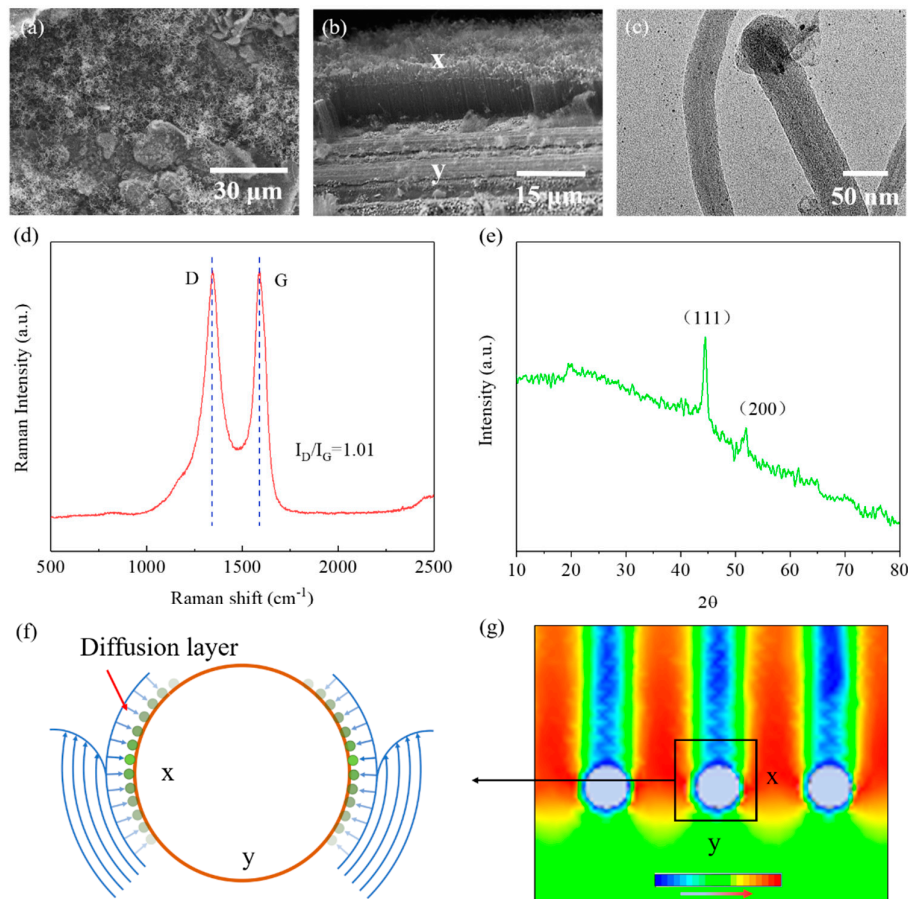 (a)
30 μm
(b)
x
y
15 μm
(c)
50 nm
(d)
D
G
I_D/I_G=1.01
Raman Intensity (a.u.)
500
1000
1500
2000
2500
Raman shift (cm⁻¹)
(e)
(111)
(200)
Intensity (a.u.)
10
20
30
40
50
60
70
80
2θ
(f)
Diffusion layer
x
y
(g)
x
y